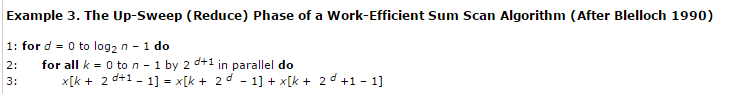 Example 3. The Up-Sweep (Reduce) Phase of a Work-Efficient Sum Scan Algorithm (After Blelloch 1990)
1: for d = 0 to log₂ n – 1 do
2: for all k = 0 to n – 1 by 2 ᵈ⁺¹ in parallel do
3: x[k + 2 ᵈ⁺¹ – 1] = x[k + 2 ᵈ – 1] + x[k + 2 ᵈ +1 – 1]